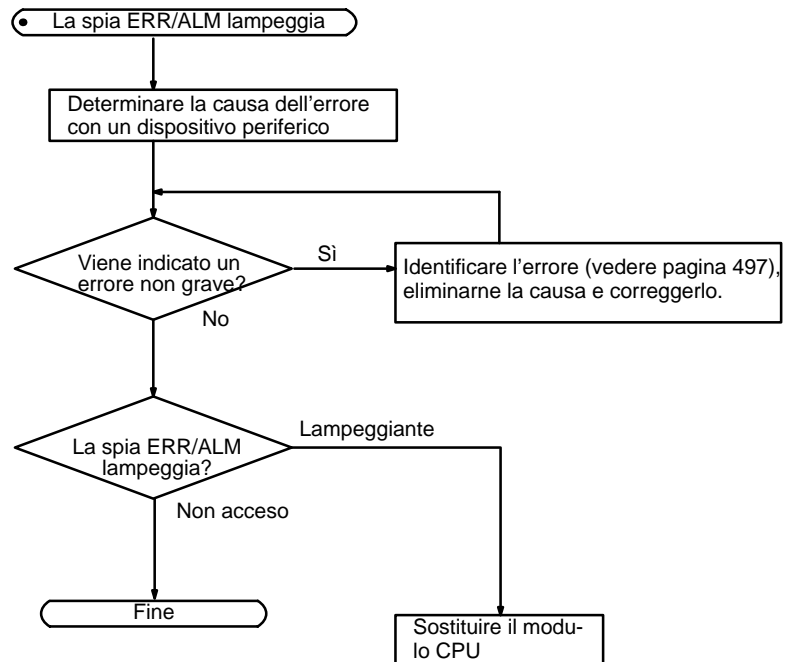 La spia ERR/ALM lampeggia
Determinare la causa dell'errore
con un dispositivo periferico
Viene indicato un
errore non grave?
Sì
Identificare l'errore (vedere pagina 497),
eliminarne la causa e correggerlo.
No
La spia ERR/ALM
lampeggia?
Lampeggiante
Non acceso
Fine
Sostituire il modu-
lo CPU